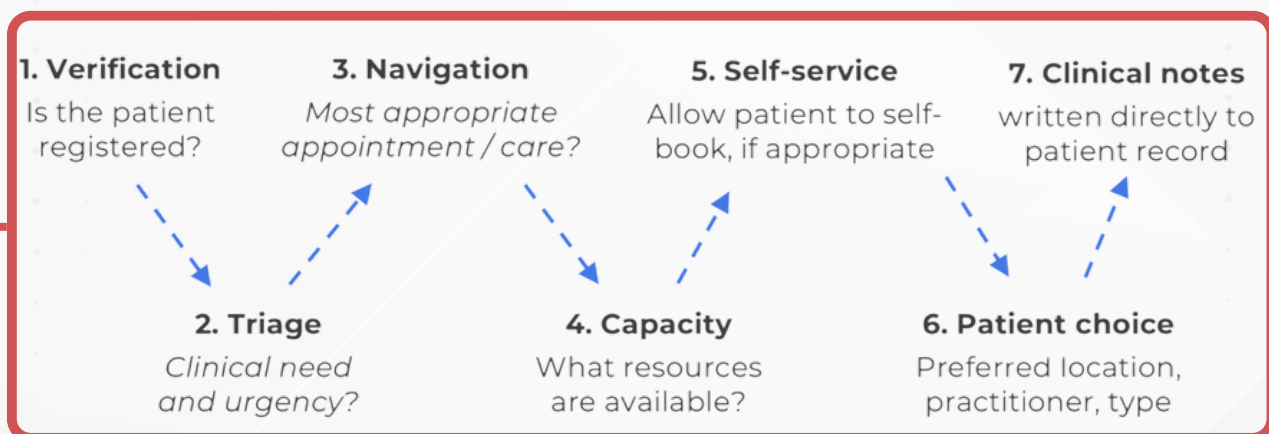 1. Verification
Is the patient
registered?
2. Triage
Clinical need
and urgency?
3. Navigation
Most appropriate
appointment / care?
4. Capacity
What resources
are available?
5. Self-service
Allow patient to self-
book, if appropriate
6. Patient choice
Preferred location,
practitioner, type
7. Clinical notes
written directly to
patient record